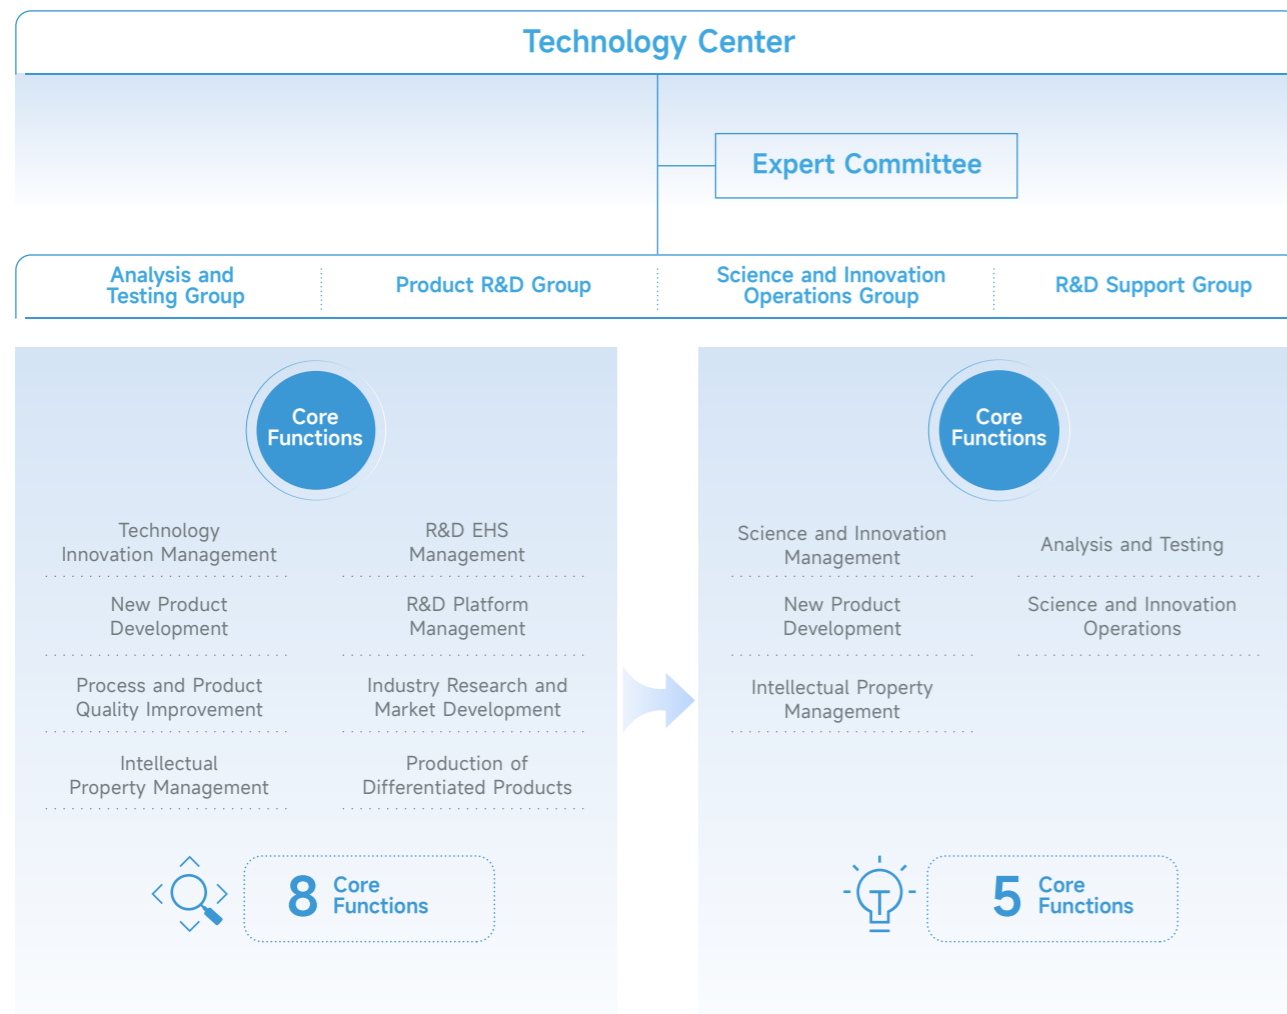 Technology Center
Expert Committee
Analysis and
Testing Group
Product R&D Group
Science and Innovation
Operations Group
R&D Support Group
Core
Functions
Technology
Innovation Management
R&D EHS
Management
New Product
Development
R&D Platform
Management
Process and Product
Quality Improvement
Industry Research and
Market Development
Intellectual
Property Management
Production of
Differentiated Products
8 Core
Functions
Core
Functions
Science and Innovation
Management
Analysis and Testing
New Product
Development
Science and Innovation
Operations
Intellectual Property
Management
T
5 Core
Functions